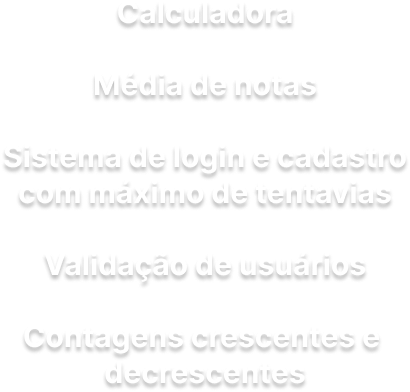 Calculadora
Média de notas
Sistema de login e cadastro
com máximo de tentavias
Validação de usuários
Contagens crescentes e
decrescentes